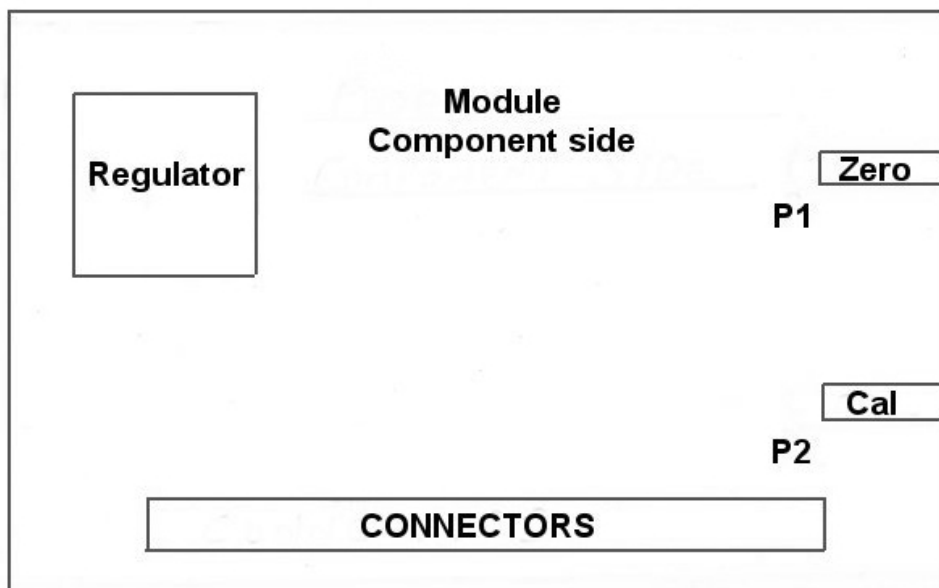 Module
Component side
Regulator
Zero
P1
Cal
P2
CONNECTORS